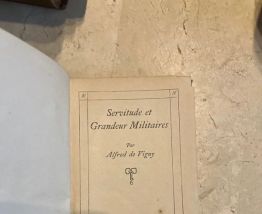 Servitude et
Grandeur Militaires
Par
Alfred de Vigny